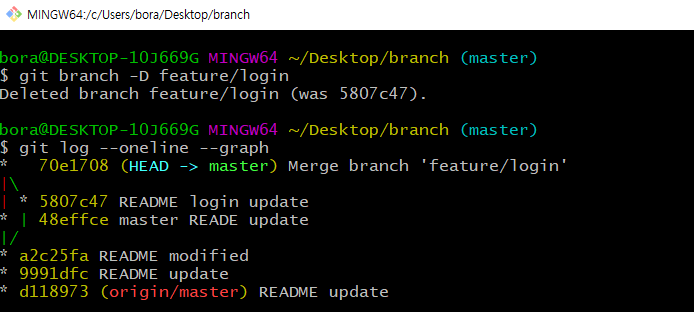 MINGW64:/c/Users/bora/Desktop/branch
bora@DESKTOP-1OJ669G MINGW64 ~/Desktop/branch (master)
$ git branch -D feature/login
Deleted branch feature/login (was 5807c47).
bora@DESKTOP-1OJ669G MINGW64 ~/Desktop/branch (master)
$ git log --oneline --graph
*   70e1708 (HEAD -> master) Merge branch 'feature/login'
|\
| * 5807c47 README login update
* | 48effce master READE update
|/
* a2c25fa README modified
* 9991dfc README update
* d118973 (origin/master) README update